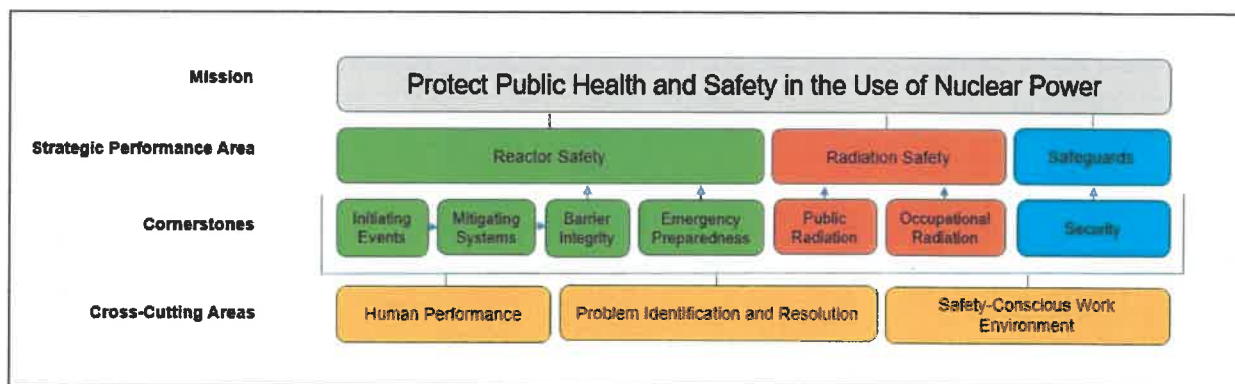 Mission
Protect Public Health and Safety in the Use of Nuclear Power
Strategic Performance Area
Reactor Safety
Radiation Safety
Safeguards
Cornerstones
Initiating
Events
Mitigating
Systems
Barrier
Integrity
Emergency
Preparedness
Public
Radiation
Occupational
Radiation
Security
Cross-Cutting Areas
Human Performance
Problem Identification and Resolution
Safety-Conscious Work
Environment